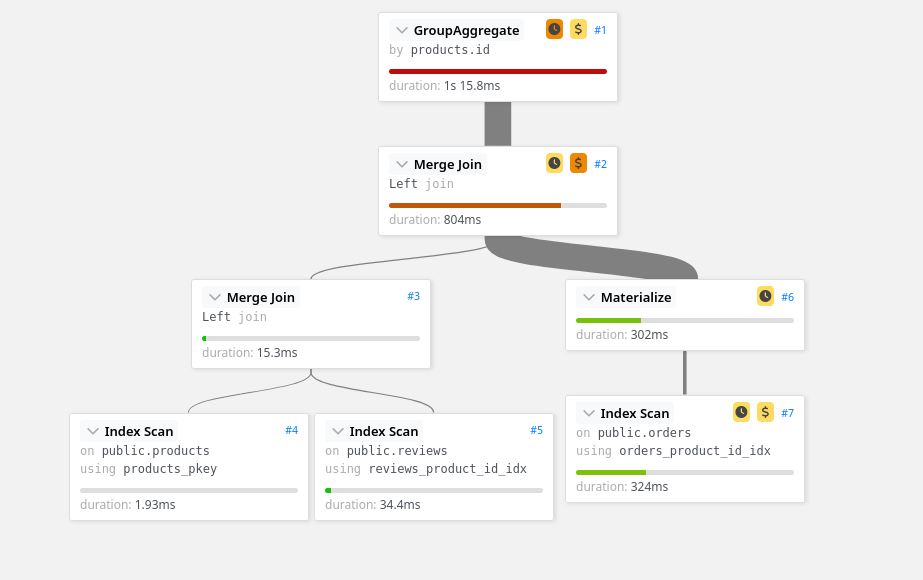 GroupAggregate $ #1
by products.id
duration: 1s 15.8ms
Merge Join $ #2
Left join
duration: 804ms
Merge Join #3
Left join
duration: 15.3ms
Materialize #6
duration: 302ms
Index Scan #4
on public.products
using products_pkey
duration: 1.93ms
Index Scan #5
on public.reviews
using reviews_product_id_idx
duration: 34.4ms
Index Scan $ #7
on public.orders
using orders_product_id_idx
duration: 324ms